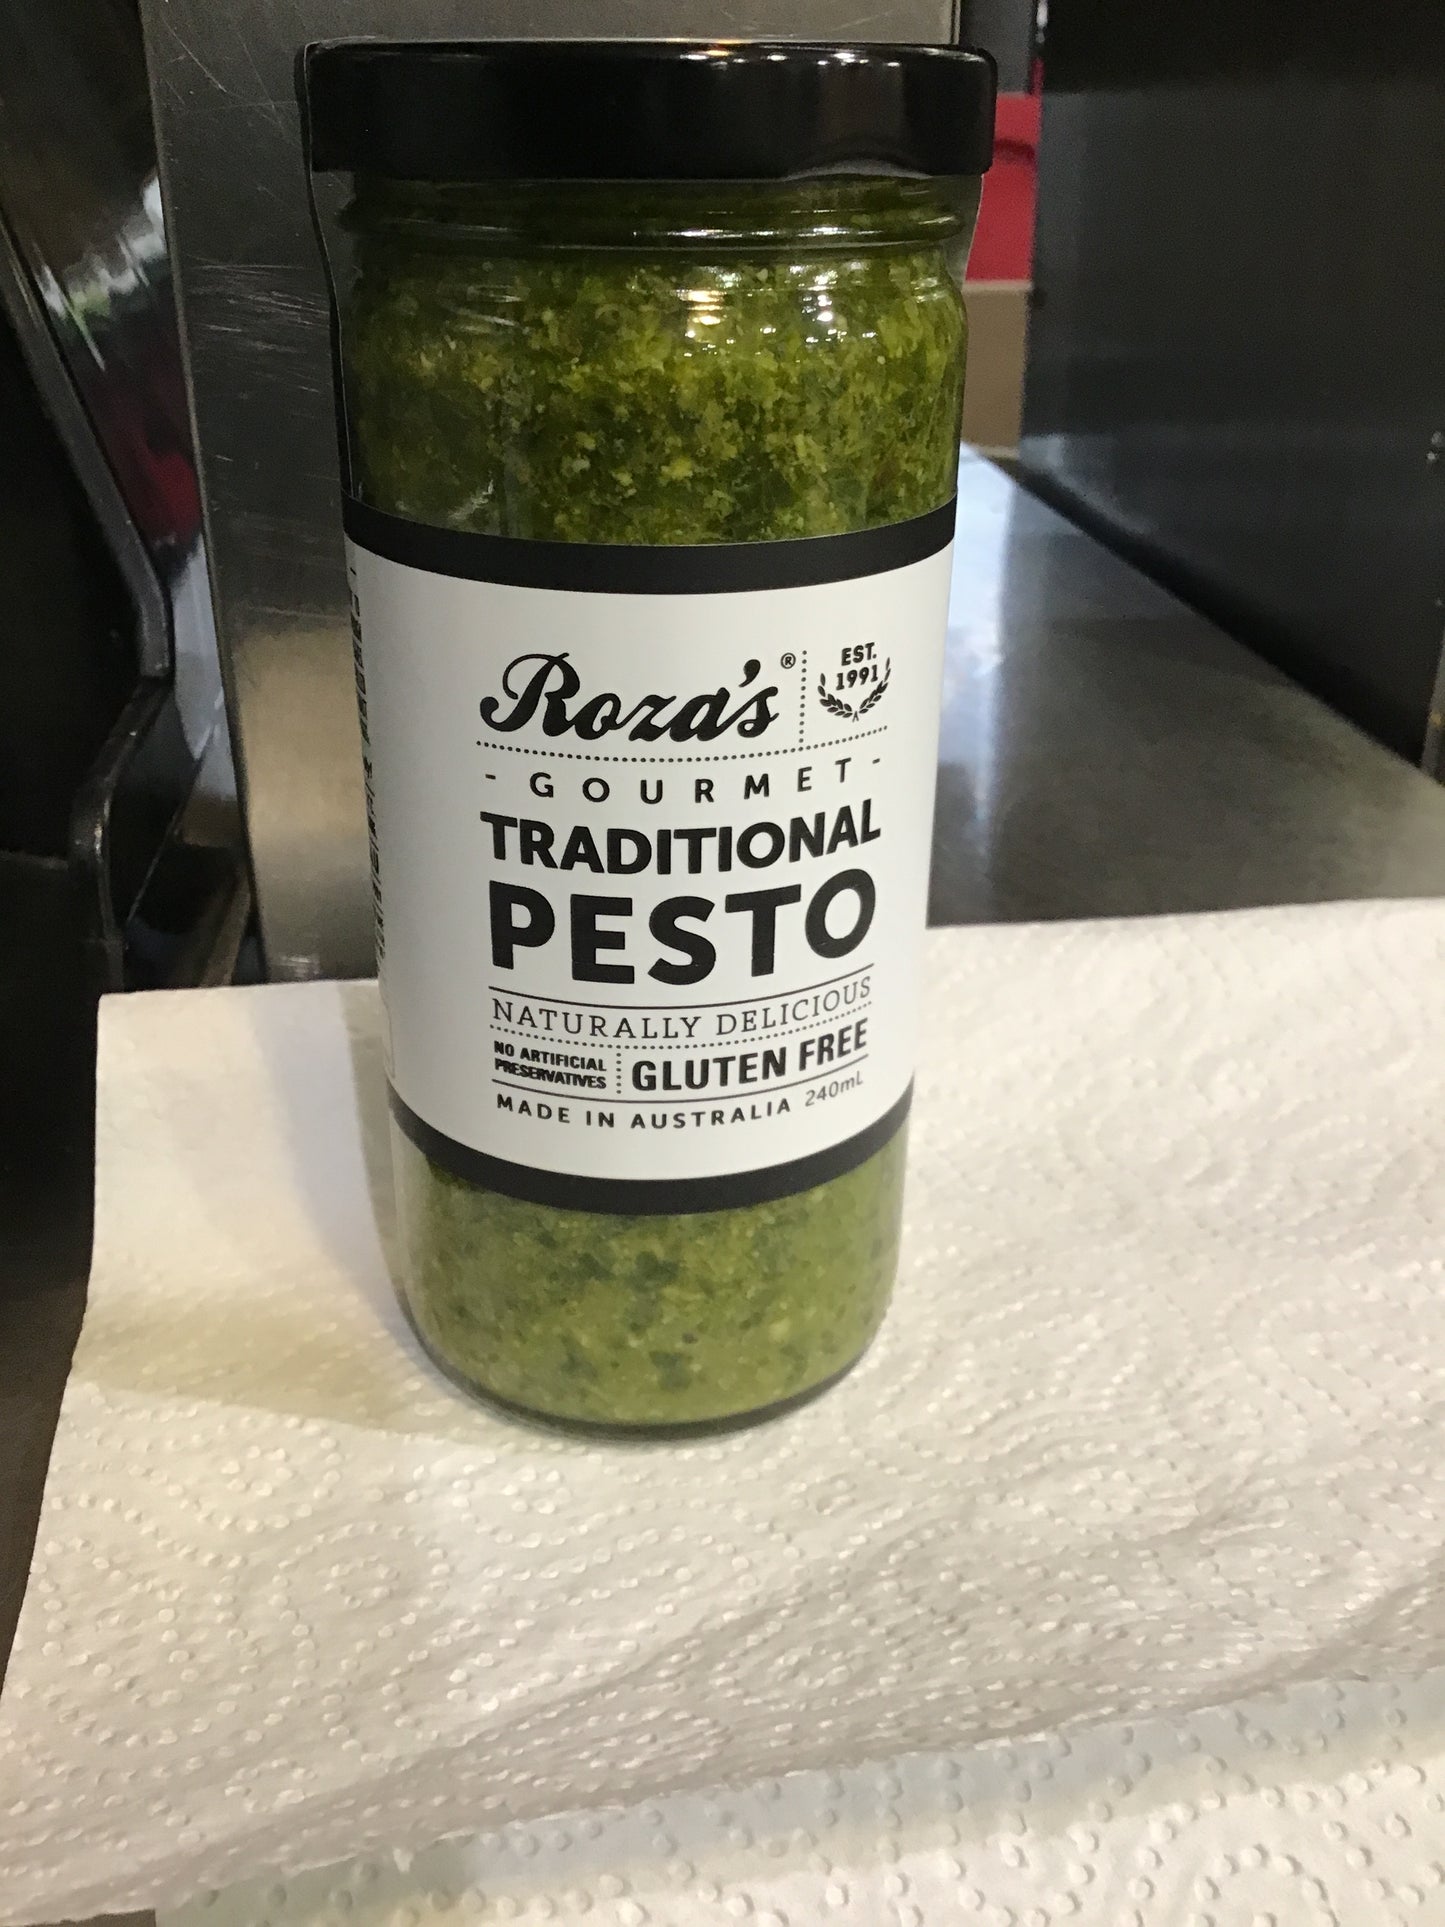 Roza's®
EST.
1991
- GOURMET -
TRADITIONAL
PESTO
NATURALLY DELICIOUS
NO ARTIFICIAL
PRESERVATIVES
GLUTEN FREE
MADE IN AUSTRALIA 240mL